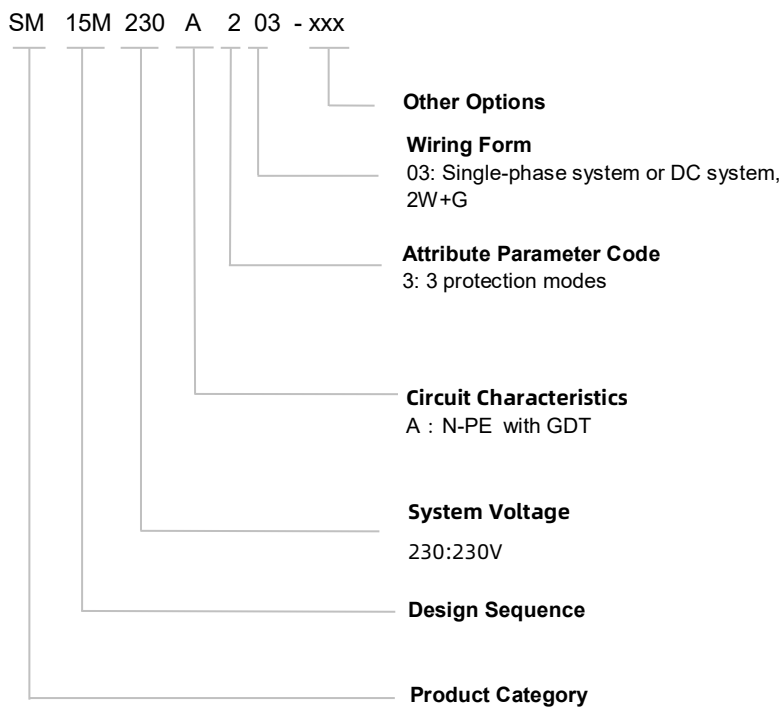 SM 15M 230 A 2 03 - xxx
Other Options
Wiring Form
03: Single-phase system or DC system,
2W+G
Attribute Parameter Code
3: 3 protection modes
Circuit Characteristics
A : N-PE with GDT
System Voltage
230:230V
Design Sequence
Product Category